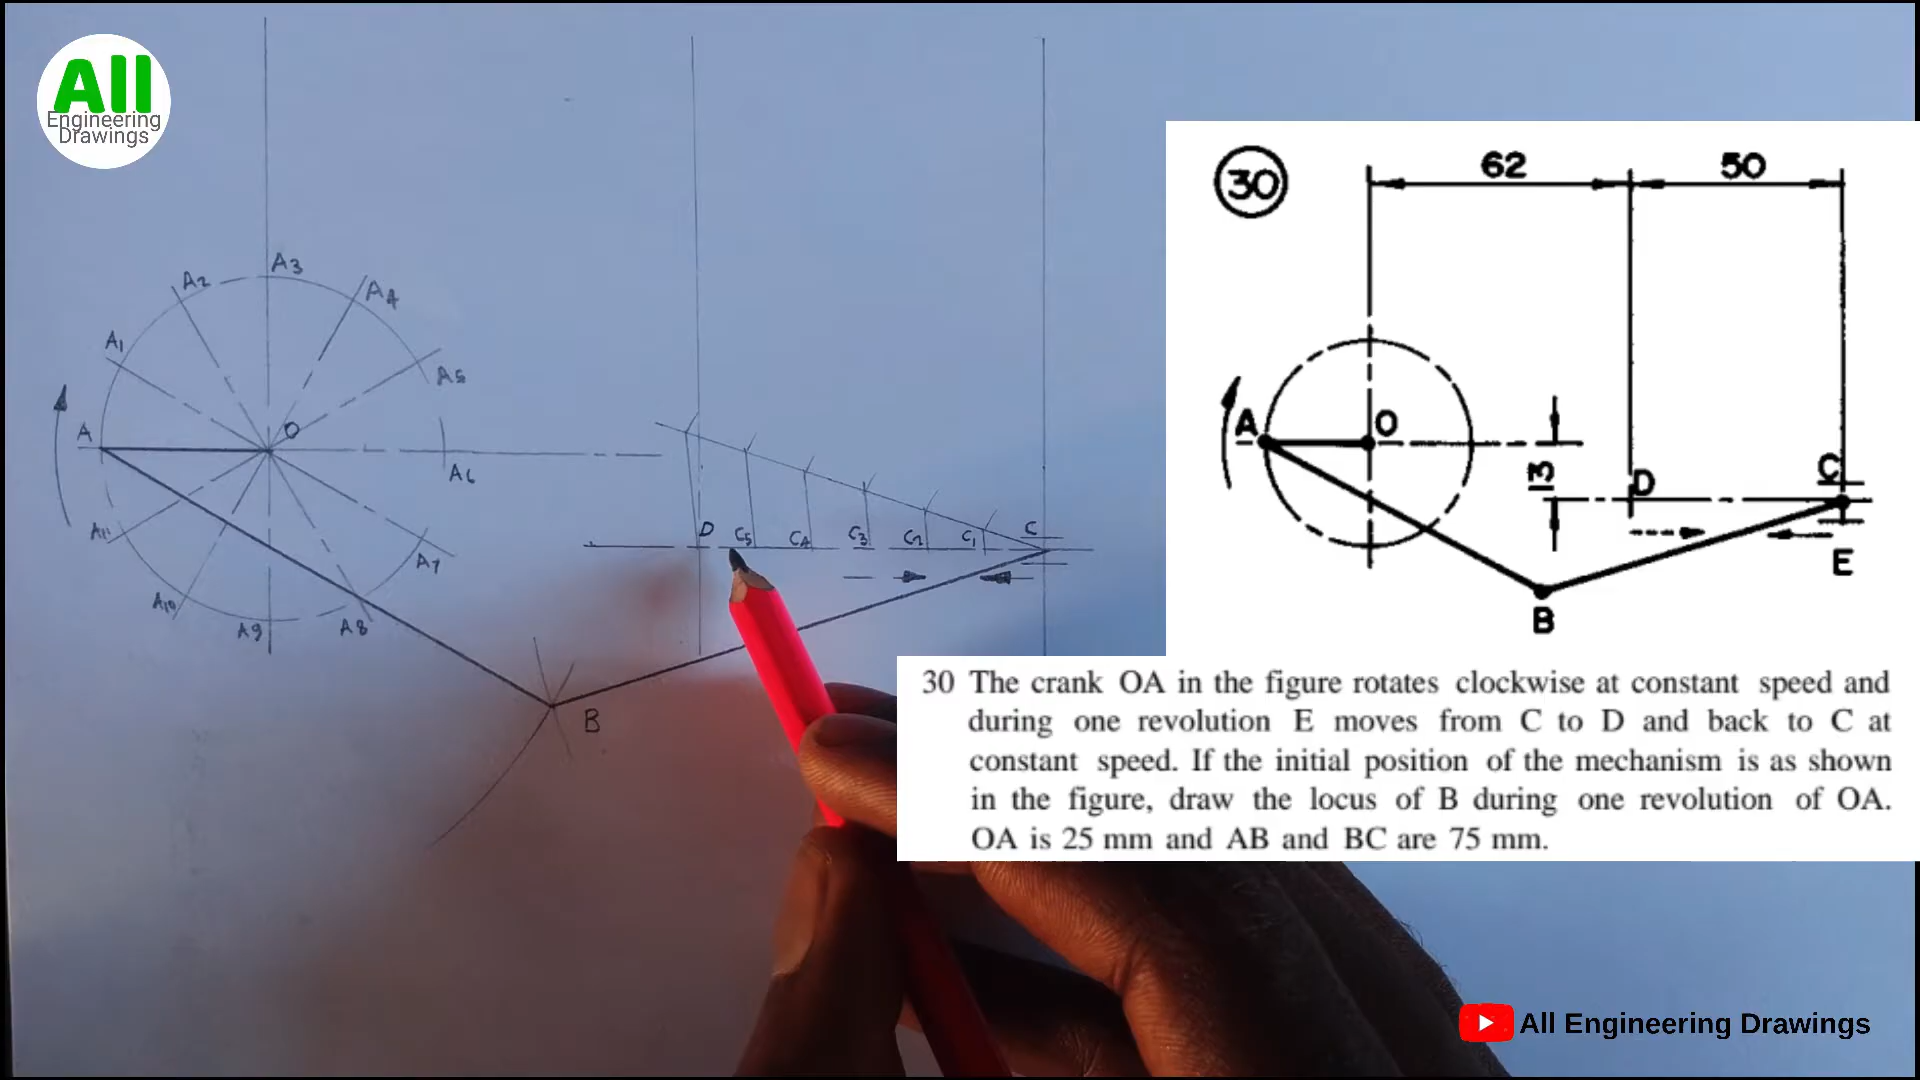 All
Engineering
Drawings
A3
A2
A4
A1
A5
A
O
A6
A11
A7
A10
A9
A8
D
C5
C4
C3
C2
C1
C
B
30
62
50
A
O
13
D
C
E
B
30 The crank OA in the figure rotates clockwise at constant speed and
during one revolution E moves from C to D and back to C at
constant speed. If the initial position of the mechanism is as shown
in the figure, draw the locus of B during one revolution of OA.
OA is 25 mm and AB and BC are 75 mm.
All Engineering Drawings